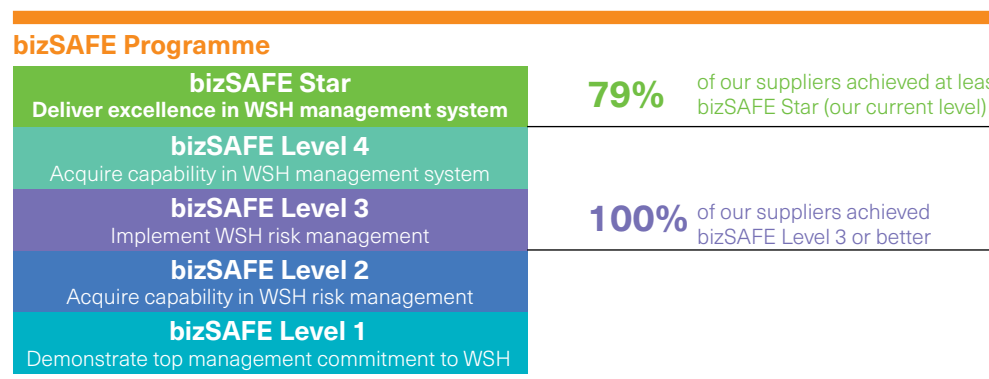 bizSAFE Programme
bizSAFE Star
Deliver excellence in WSH management system
79%
of our suppliers achieved at leas
bizSAFE Star (our current level)
bizSAFE Level 4
Acquire capability in WSH management system
bizSAFE Level 3
Implement WSH risk management
100%
of our suppliers achieved
bizSAFE Level 3 or better
bizSAFE Level 2
Acquire capability in WSH risk management
bizSAFE Level 1
Demonstrate top management commitment to WSH